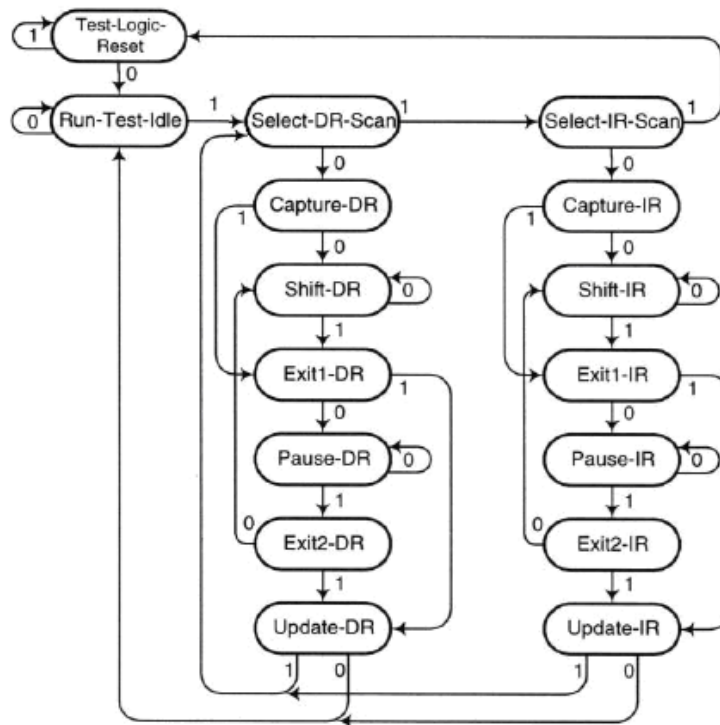 Test-Logic-
Reset
1
0
Run-Test-Idle
0
1
Select-DR-Scan
1
Select-IR-Scan
1
0
0
Capture-DR
1
Capture-IR
1
0
0
Shift-DR
0
Shift-IR
0
1
1
Exit1-DR
1
Exit1-IR
1
0
0
Pause-DR
0
Pause-IR
0
1
1
0
Exit2-DR
0
Exit2-IR
1
1
Update-DR
Update-IR
1
0
1
0